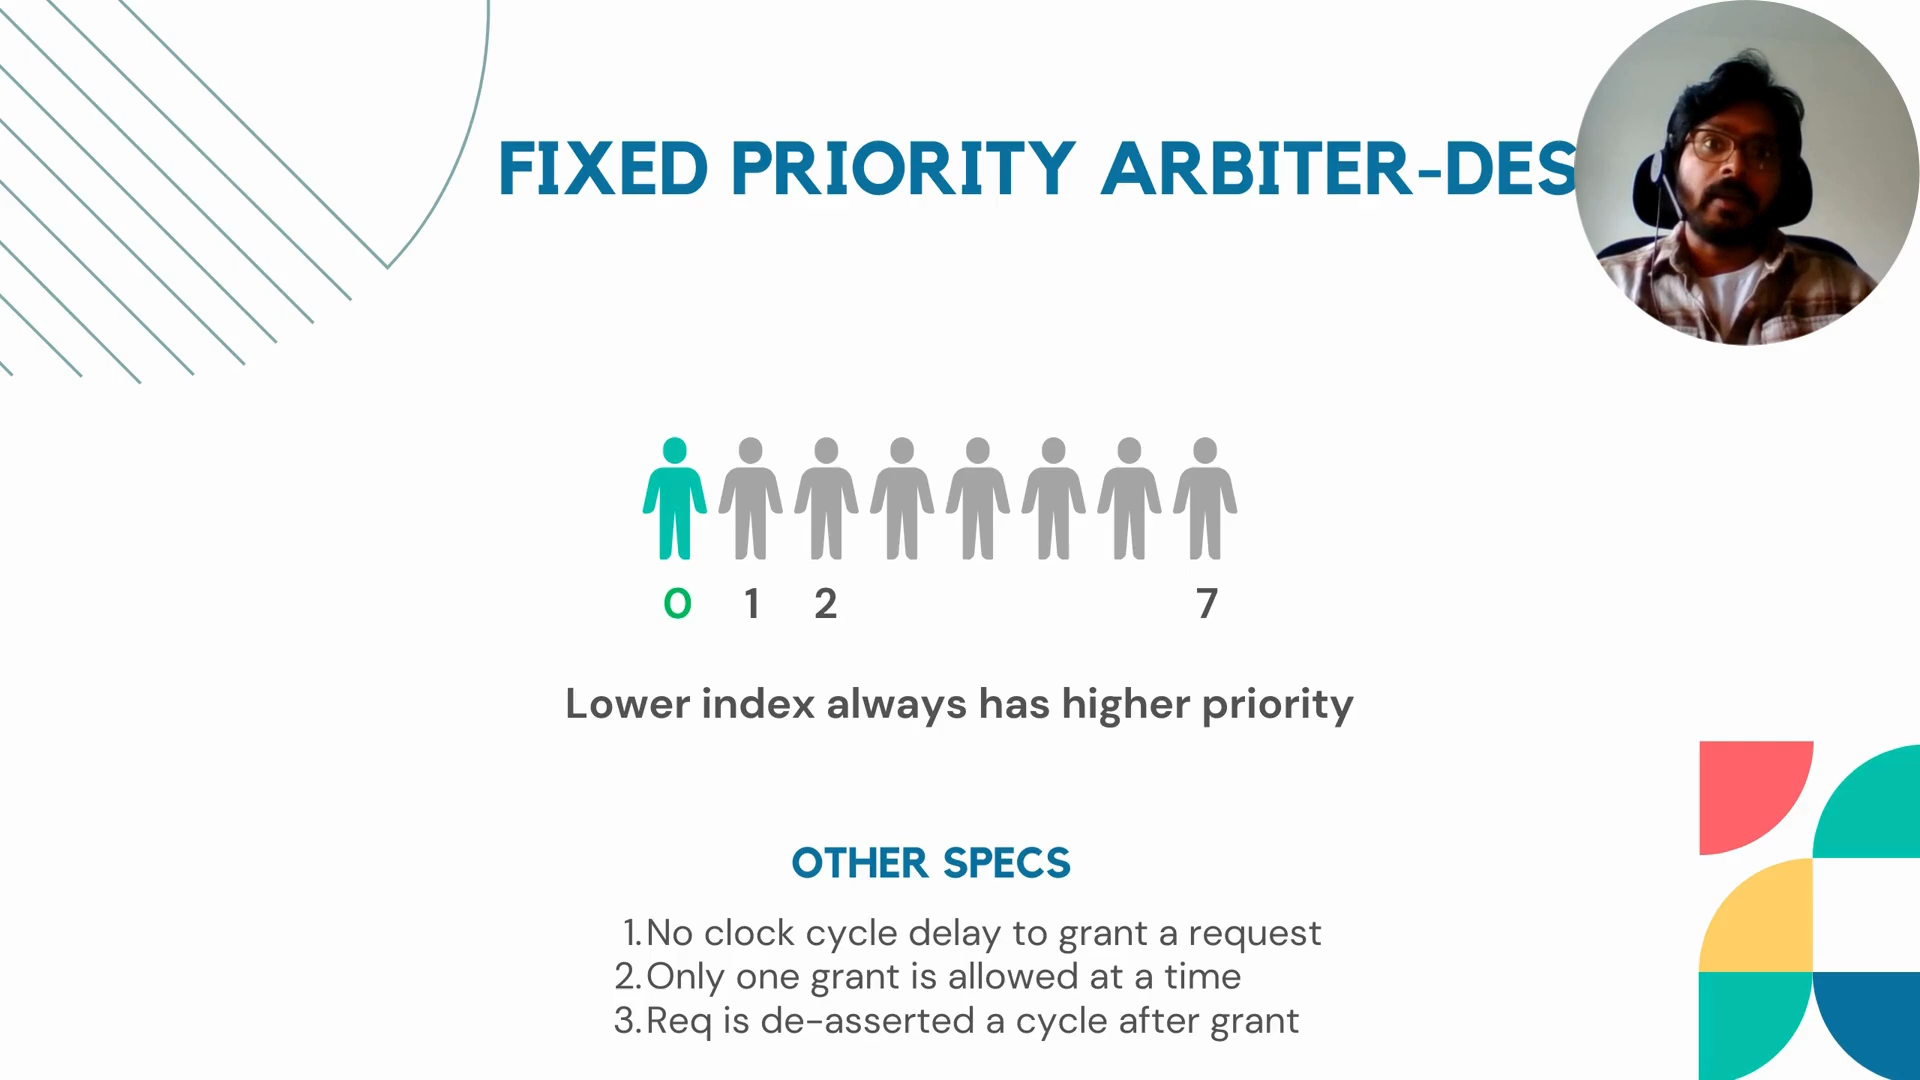 FIXED PRIORITY ARBITER-DES
0 1 2 7
Lower index always has higher priority
OTHER SPECS
1. No clock cycle delay to grant a request
2. Only one grant is allowed at a time
3. Req is de-asserted a cycle after grant